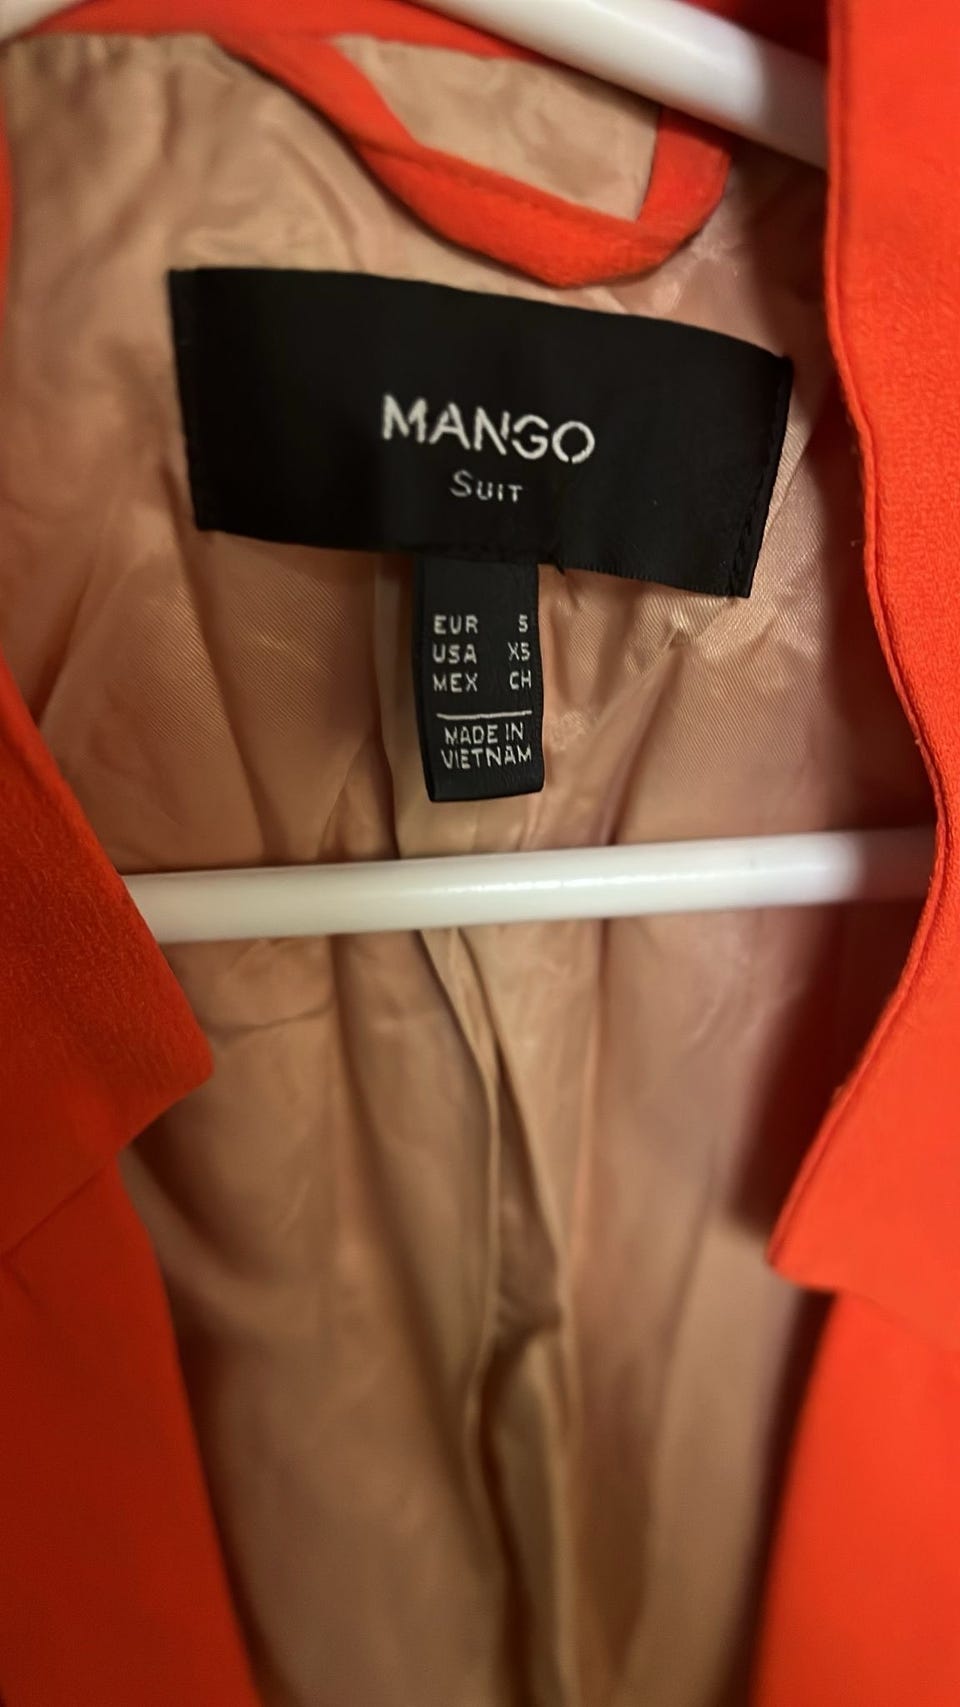 MANGO
SUIT
EUR S
USA XS
MEX CH
MADE IN
VIETNAM